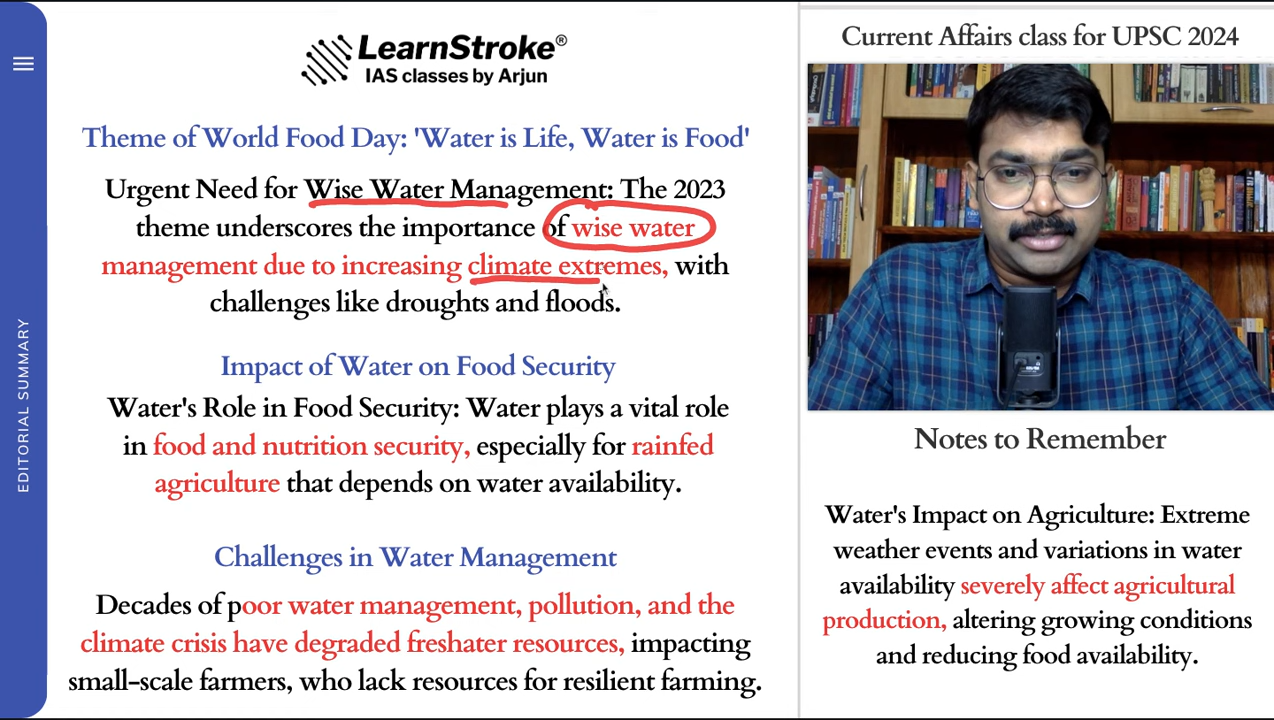 LearnStroke®
IAS classes by Arjun
Theme of World Food Day: 'Water is Life, Water is Food'
Urgent Need for Wise Water Management: The 2023
theme underscores the importance of wise water
management due to increasing climate extremes, with
challenges like droughts and floods.
Impact of Water on Food Security
Water's Role in Food Security: Water plays a vital role
in food and nutrition security, especially for rainfed
agriculture that depends on water availability.
Challenges in Water Management
Decades of poor water management, pollution, and the
climate crisis have degraded freshater resources, impacting
small-scale farmers, who lack resources for resilient farming.
EDITORIAL SUMMARY
Current Affairs class for UPSC 2024
Notes to Remember
Water's Impact on Agriculture: Extreme
weather events and variations in water
availability severely affect agricultural
production, altering growing conditions
and reducing food availability.